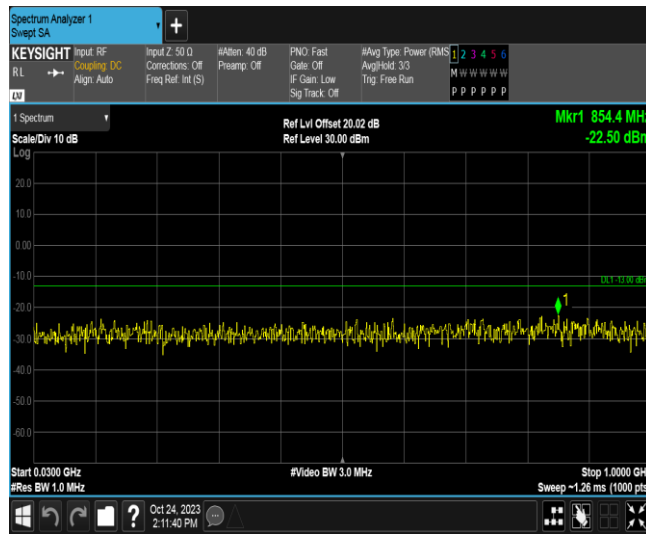 Spectrum Analyzer 1
Swept SA
+
KEYSIGHT
RL
LXI
Input: RF
Coupling: DC
Align: Auto
Input Z: 50 Ω
Corrections: Off
Freq Ref: Int (S)
#Atten: 40 dB
Preamp: Off
PNO: Fast
Gate: Off
IF Gain: Low
Sig Track: Off
#Avg Type: Power (RMS
Avg|Hold: 3/3
Trig: Free Run
1 2 3 4 5 6
M W W W W W
P P P P P P
1 Spectrum
Scale/Div 10 dB
Ref Lvl Offset 20.02 dB
Ref Level 30.00 dBm
Mkr1 854.4 MHz
-22.50 dBm
Log
20.0
10.0
0.00
-10.0
DL1 -13.00 dBm
-20.0
1
-30.0
-40.0
-50.0
-60.0
Start 0.0300 GHz
#Res BW 1.0 MHz
#Video BW 3.0 MHz
Stop 1.0000 GH
Sweep ~1.26 ms (1000 pts
?
Oct 24, 2023
2:11:40 PM